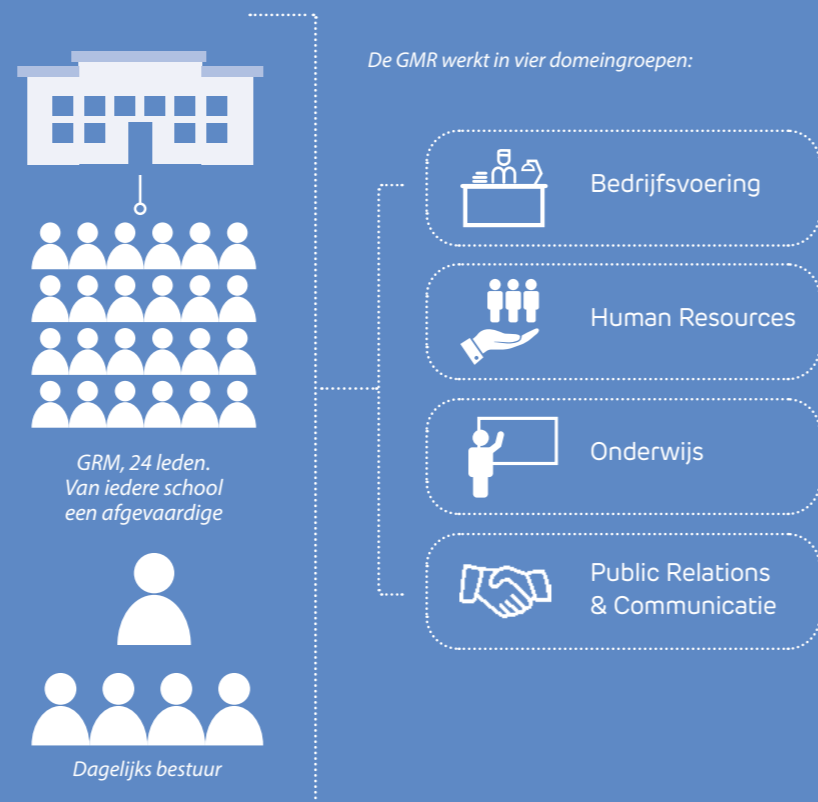 De GMR werkt in vier domeingroepen:
Bedrijfsvoering
Human Resources
Onderwijs
Public Relations
& Communicatie
GRM, 24 leden.
Van iedere school
een afgevaardige
Dagelijks bestuur